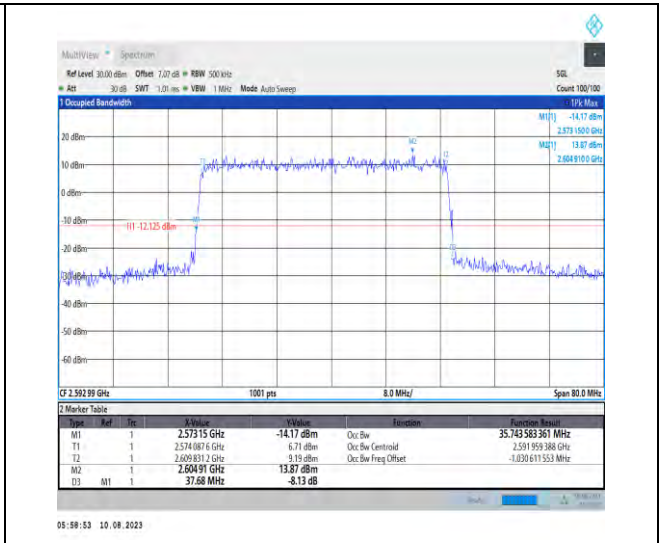 MultiView Spectrum
Ref Level 30.00 dBm Offset 7.07 dB RBW 500 kHz SGL
Att 30 dB SWT 1.01 ms VBW 1 MHz Mode Auto Sweep Count 100/100
1 Occupied Bandwidth 1Pk Max
M1[1] -14.17 dBm
2.573 150 0 GHz
M2[1] 13.87 dBm
2.604 910 0 GHz
20 dBm
M2
T1 T2
10 dBm
0 dBm
-10 dBm
M1
H1 -12.125 dBm
-20 dBm
D3
-30 dBm
-40 dBm
-50 dBm
-60 dBm
CF 2.592 99 GHz 1001 pts 8.0 MHz/ Span 80.0 MHz
2 Marker Table
Type Ref Trc X-Value Y-Value Function Function Result
M1 1 2.573 15 GHz -14.17 dBm Occ Bw 35.743 583 361 MHz
T1 1 2.574 087 6 GHz 6.71 dBm Occ Bw Centroid 2.591 959 388 GHz
T2 1 2.609 831 2 GHz 9.19 dBm Occ Bw Freq Offset -1.030 611 553 MHz
M2 1 2.604 91 GHz 13.87 dBm
D3 M1 1 37.68 MHz -8.13 dB
05:58:53 10.08.2023